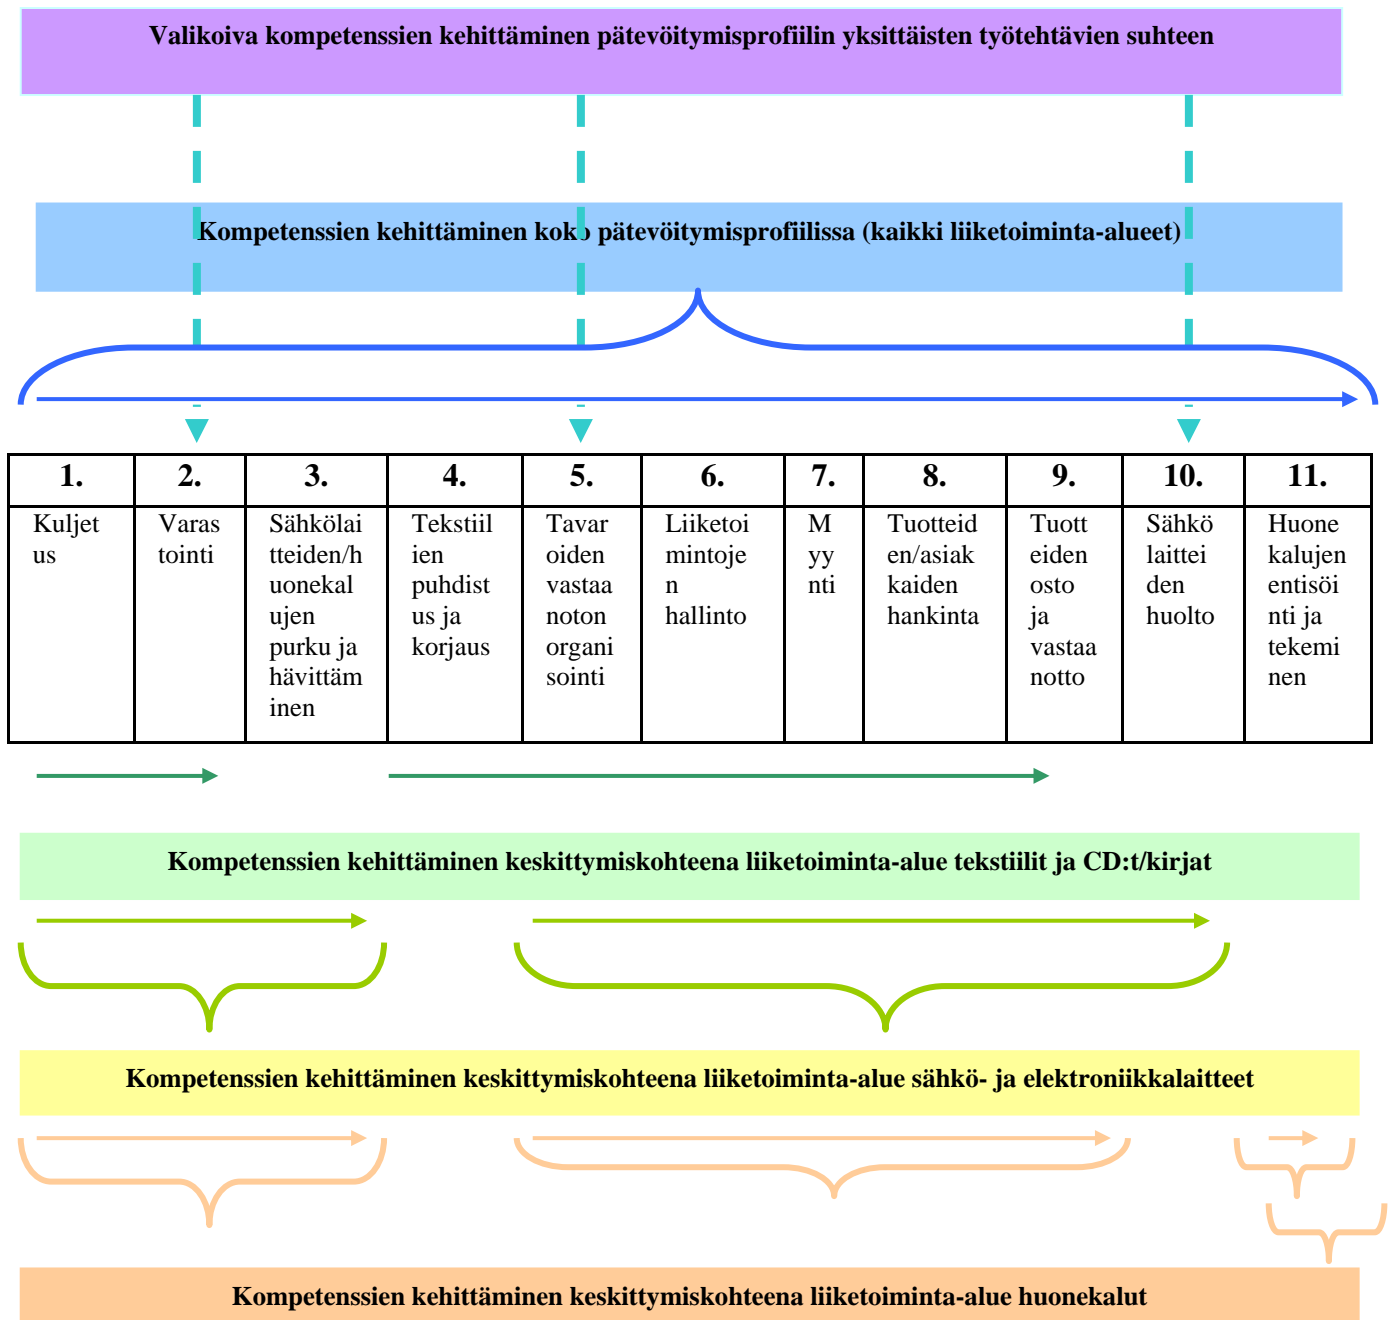 Valikoiva kompetenssien kehittäminen pätevöitymisprofiilin yksittäisten työtehtävien suhteen
Kompetenssien kehittäminen koko pätevöitymisprofiilissa (kaikki liiketoiminta-alueet)
1.
2.
3.
4.
5.
6.
7.
8.
9.
10.
11.
Kuljet
us
Varas
tointi
Sähkölai
tteiden/h
uonekal
ujen
purku ja
hävittäm
inen
Tekstiil
ien
puhdist
us ja
korjaus
Tavar
oiden
vastaa
noton
organi
sointi
Liiketoi
mintoje
n
hallinto
M
yy
nti
Tuotteid
en/asiak
kaiden
hankinta
Tuott
eiden
osto
ja
vastaa
notto
Sähkö
laittei
den
huolto
Huone
kalujen
entisöi
nti ja
tekemi
nen
Kompetenssien kehittäminen keskittymiskohteena liiketoiminta-alue tekstiilit ja CD:t/kirjat
Kompetenssien kehittäminen keskittymiskohteena liiketoiminta-alue sähkö- ja elektroniikkalaitteet
Kompetenssien kehittäminen keskittymiskohteena liiketoiminta-alue huonekalut